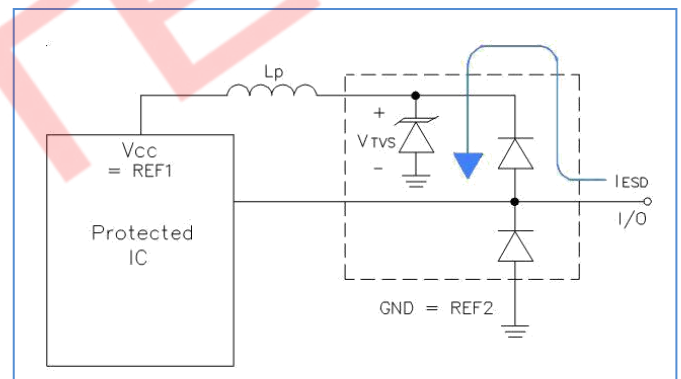 Lp
+
VTVS
-
VCC
= REF1
Protected
IC
IESD
I/O
GND = REF2